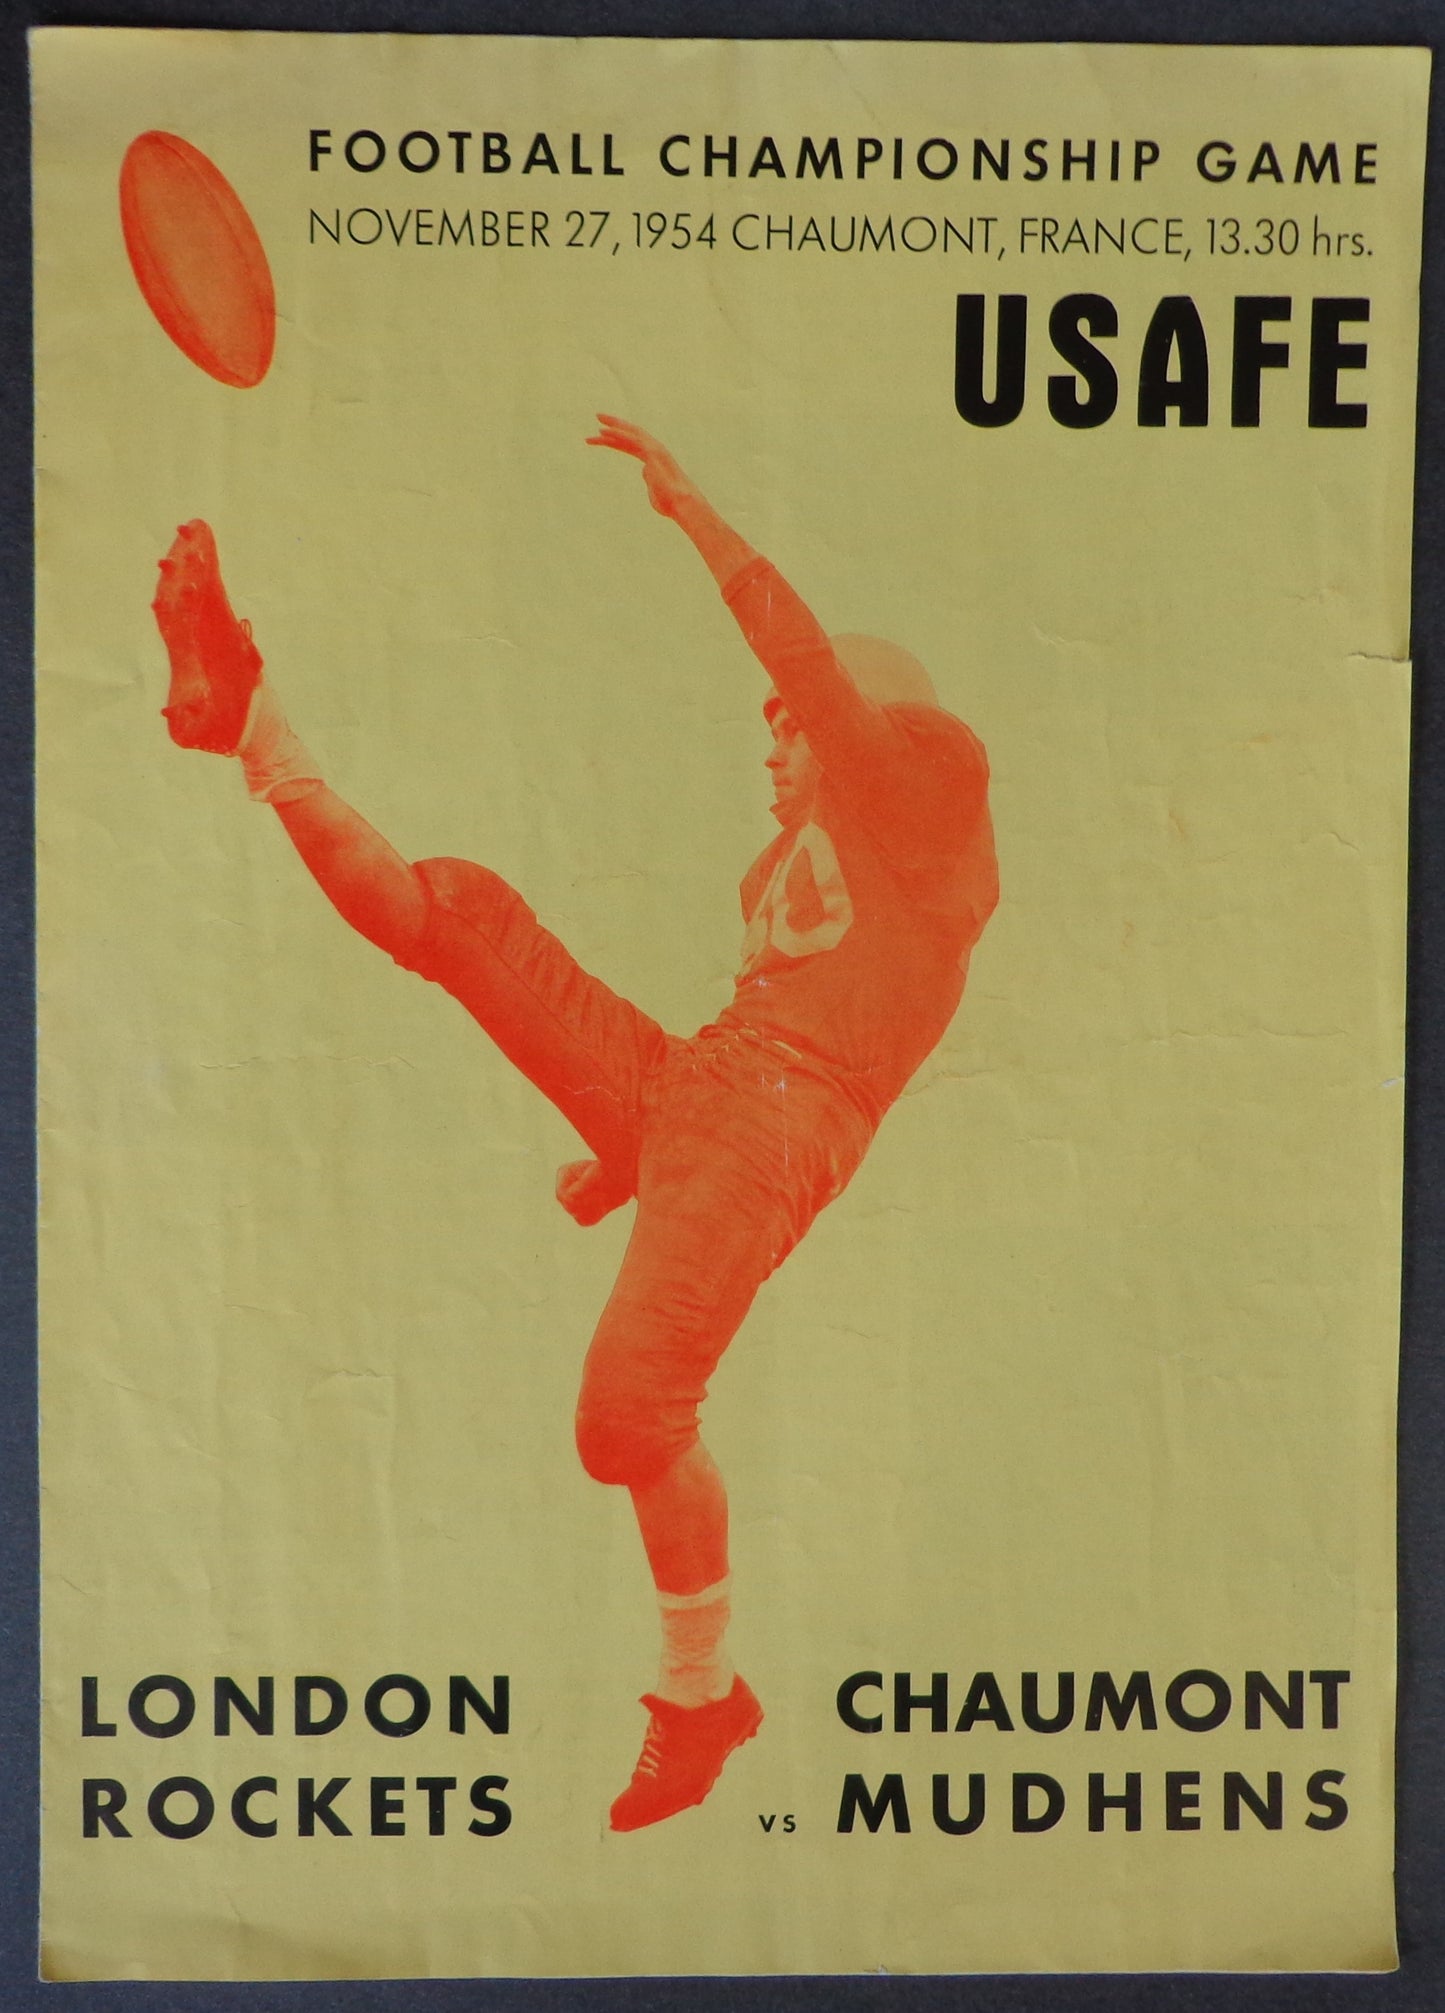 FOOTBALL CHAMPIONSHIP GAME
NOVEMBER 27, 1954 CHAUMONT, FRANCE, 13.30 hrs.
USAFE
LONDON
ROCKETS
vs
CHAUMONT
MUDHENS